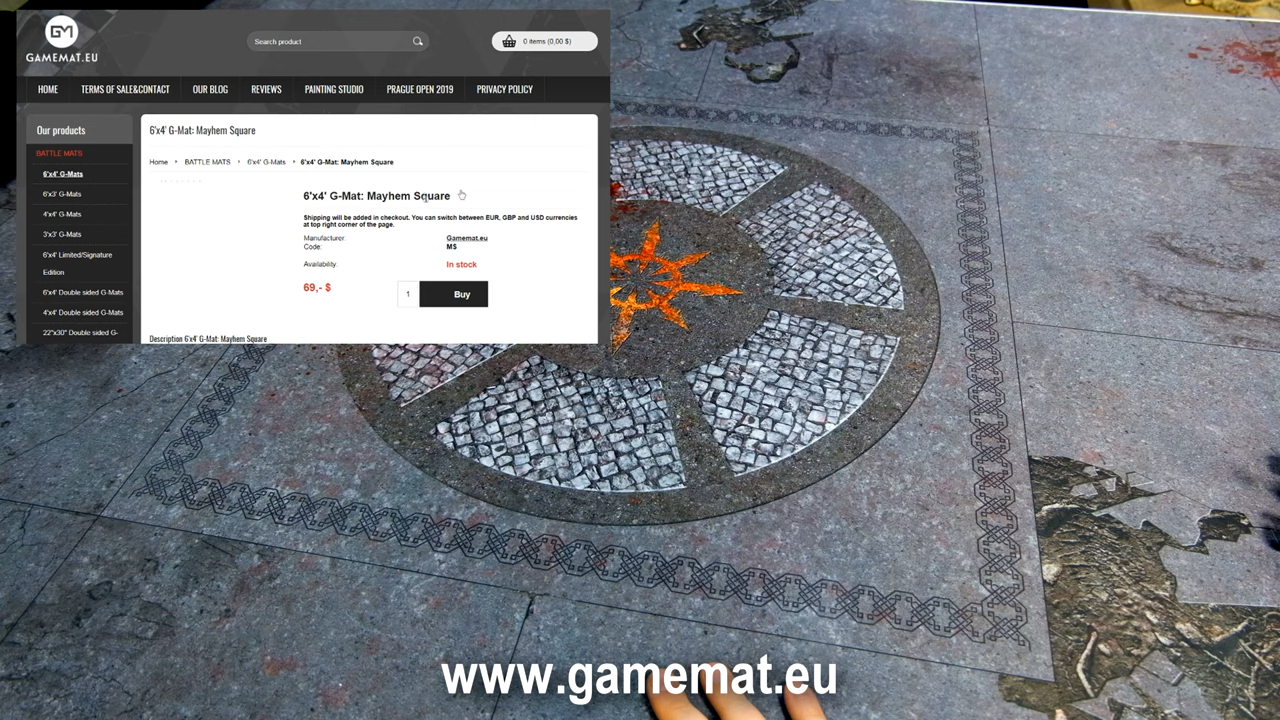 GM
GAMEMAT.EU
Search product
0 items (0,00 $)
HOME
TERMS OF SALE&CONTACT
OUR BLOG
REVIEWS
PAINTING STUDIO
PRAGUE OPEN 2019
PRIVACY POLICY
Our products
BATTLE MATS
6'x4' G-Mats
6'x3' G-Mats
4'x4' G-Mats
3'x3' G-Mats
6'x4' Limited/Signature
Edition
6'x4' Double sided G-Mats
4'x4' Double sided G-Mats
22"x30" Double sided G-
6'x4' G-Mat: Mayhem Square
Home BATTLE MATS 6'x4' G-Mats 6'x4' G-Mat: Mayhem Square
6'x4' G-Mat: Mayhem Square
Shipping will be added in checkout. You can switch between EUR, GBP and USD currencies
at top right corner of the page.
Manufacturer: Gamemat.eu
Code: M$
Availability: In stock
69,- $
1
Buy
Description 6'x4' G-Mat: Mayhem Square
www.gamemat.eu